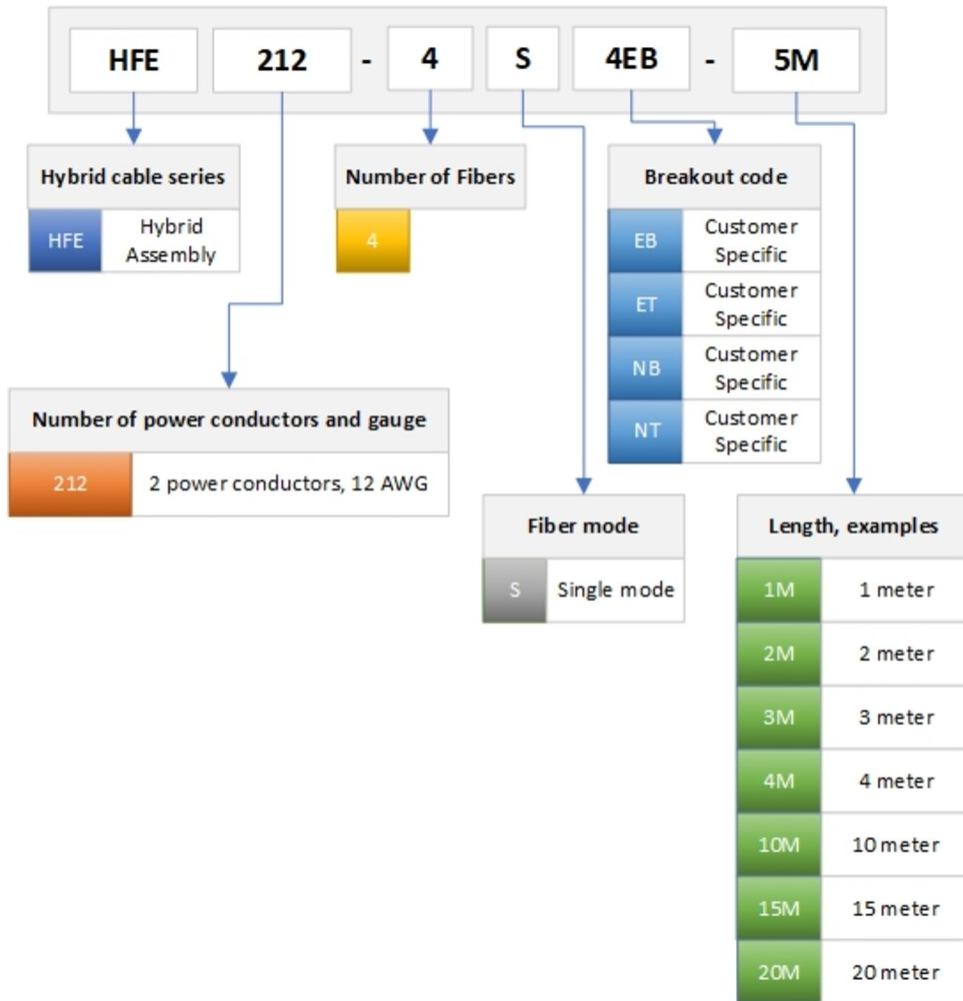 HFE 212 - 4 S 4EB - 5M
Hybrid cable series
HFE Hybrid
Assembly
Number of Fibers
4
Breakout code
EB Customer
Specific
ET Customer
Specific
NB Customer
Specific
NT Customer
Specific
Number of power conductors and gauge
212 2 power conductors, 12 AWG
Fiber mode
S Single mode
Length, examples
1M 1 meter
2M 2 meter
3M 3 meter
4M 4 meter
10M 10 meter
15M 15 meter
20M 20 meter